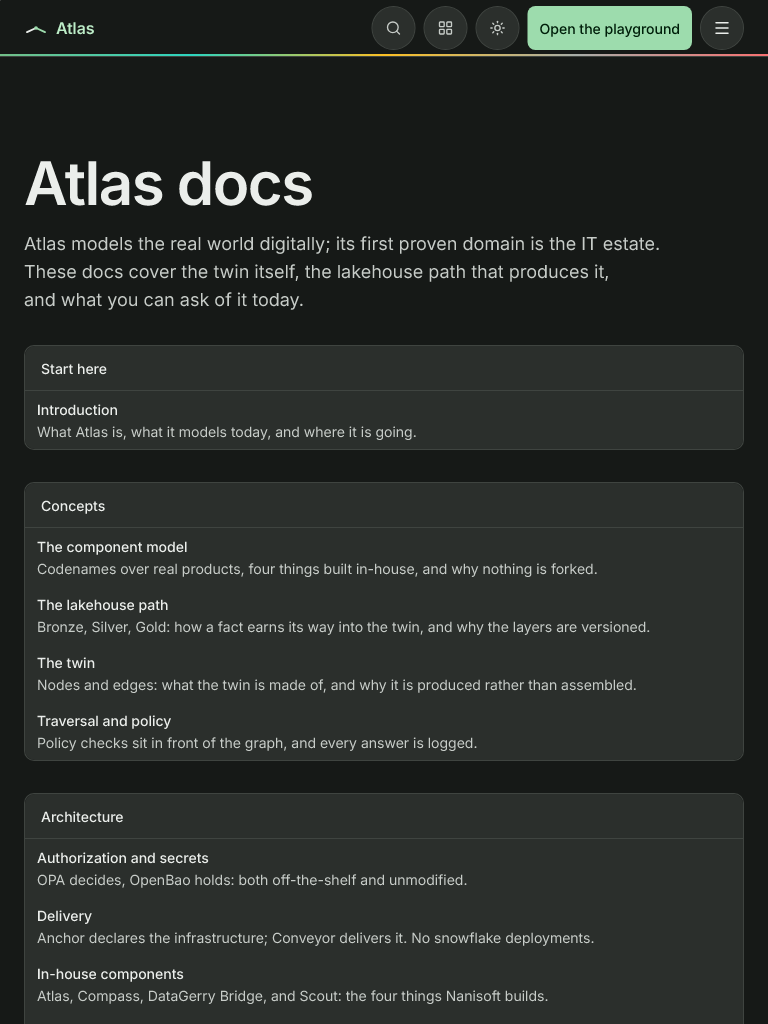 Atlas
Open the playground
Atlas docs
Atlas models the real world digitally; its first proven domain is the IT estate.
These docs cover the twin itself, the lakehouse path that produces it,
and what you can ask of it today.
Start here
Introduction
What Atlas is, what it models today, and where it is going.
Concepts
The component model
Codenames over real products, four things built in-house, and why nothing is forked.
The lakehouse path
Bronze, Silver, Gold: how a fact earns its way into the twin, and why the layers are versioned.
The twin
Nodes and edges: what the twin is made of, and why it is produced rather than assembled.
Traversal and policy
Policy checks sit in front of the graph, and every answer is logged.
Architecture
Authorization and secrets
OPA decides, OpenBao holds: both off-the-shelf and unmodified.
Delivery
Anchor declares the infrastructure; Conveyor delivers it. No snowflake deployments.
In-house components
Atlas, Compass, DataGerry Bridge, and Scout: the four things Nanisoft builds.